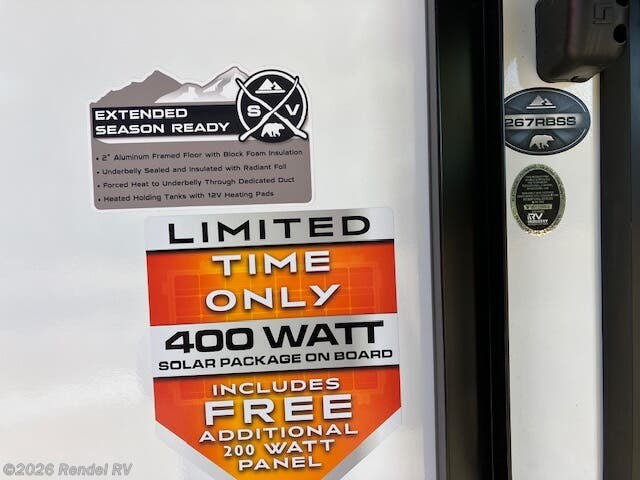 EXTENDED
SEASON READY
S V
• 2" Aluminum Framed Floor with Block Foam Insulation
• Underbelly Sealed and Insulated with Radiant Foil
• Forced Heat to Underbelly Through Dedicated Duct
• Heated Holding Tanks with 12V Heating Pads
LIMITED
TIME
ONLY
400 WATT
SOLAR PACKAGE ON BOARD
INCLUDES
FREE
ADDITIONAL
200 WATT
PANEL
267RBSS
RV
©2026 Rendel RV